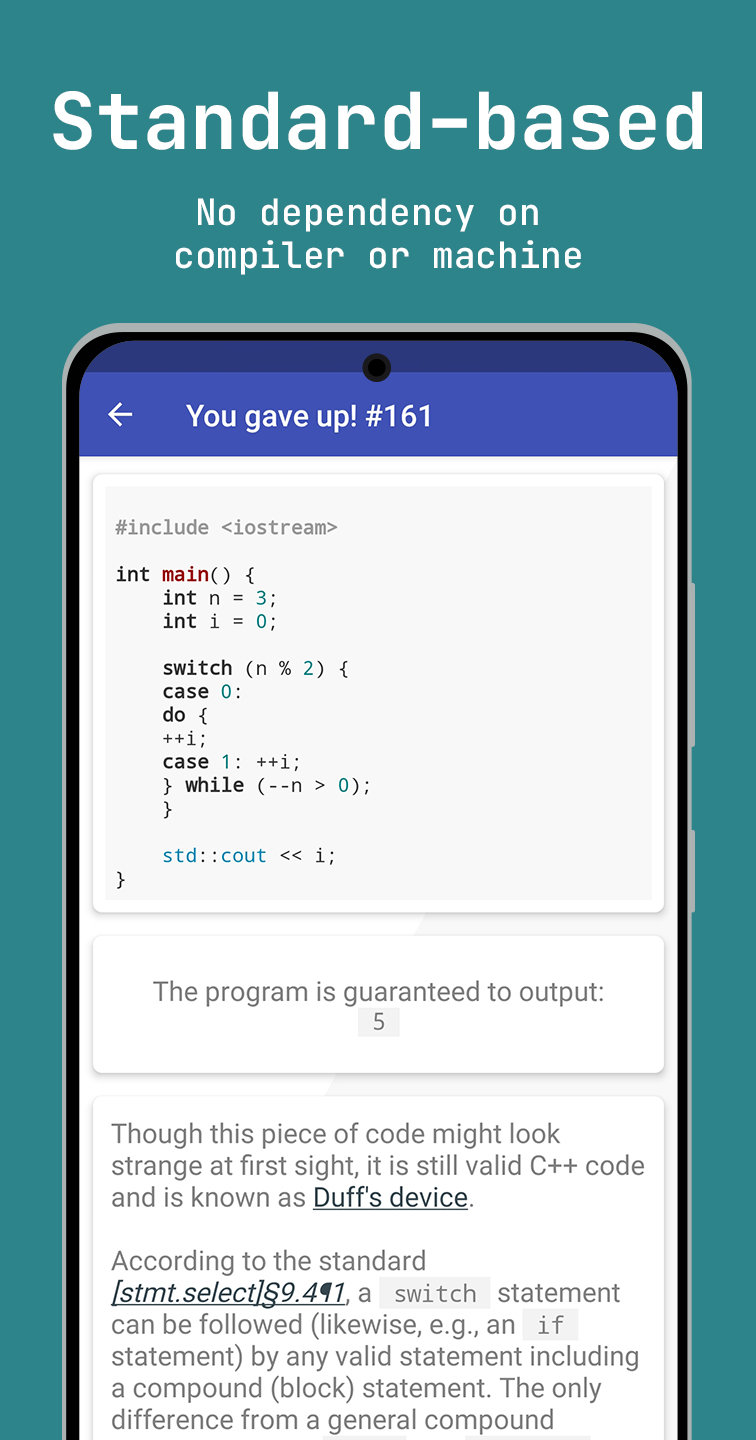 Standard-based
No dependency on
compiler or machine
You gave up! #161
#include <iostream>
int main() {
    int n = 3;
    int i = 0;
    switch (n % 2) {
    case 0:
    do {
    ++i;
    case 1: ++i;
    } while (--n > 0);
    }
    std::cout << i;
}
The program is guaranteed to output:
5
Though this piece of code might look
strange at first sight, it is still valid C++ code
and is known as Duff's device.
According to the standard
[stmt.select]§9.4¶1, a switch statement
can be followed (likewise, e.g., an if
statement) by any valid statement including
a compound (block) statement. The only
difference from a general compound